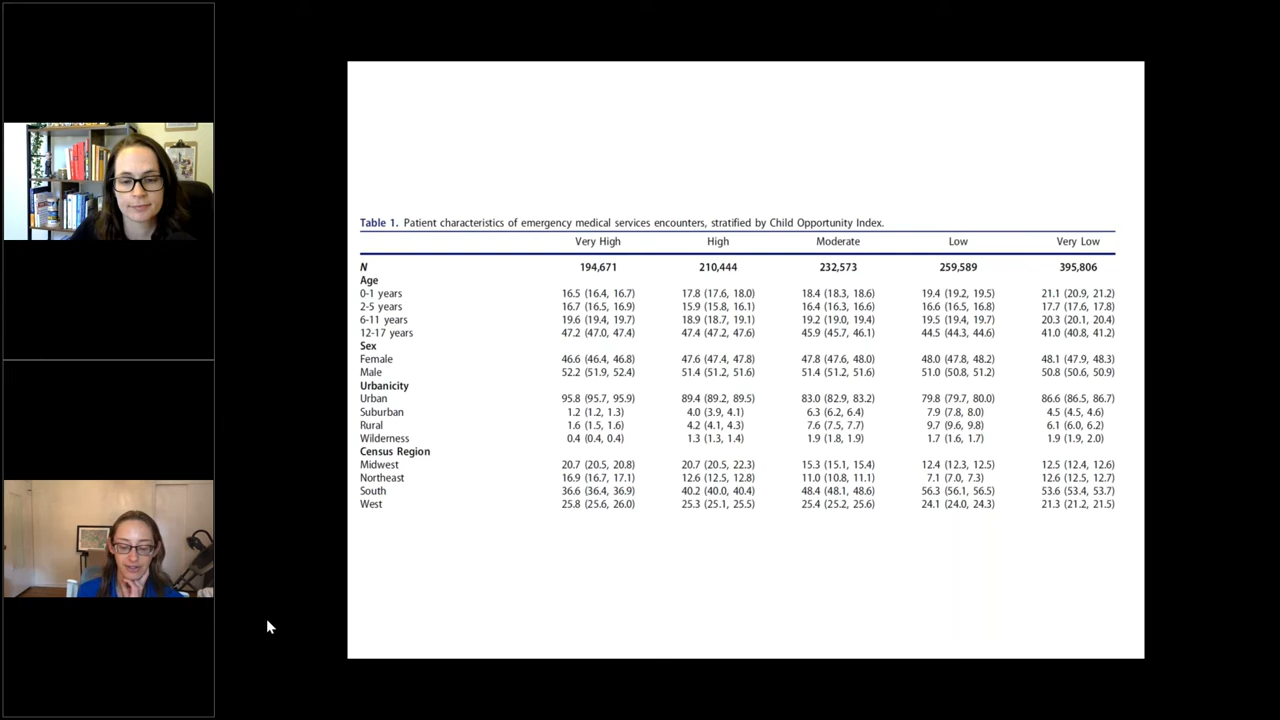 Table 1. Patient characteristics of emergency medical services encounters, stratified by Child Opportunity Index.
Very High High Moderate Low Very Low
N 194,671 210,444 232,573 259,589 395,806
Age
0-1 years 16.5 (16.4, 16.7) 17.8 (17.6, 18.0) 18.4 (18.3, 18.6) 19.4 (19.2, 19.5) 21.1 (20.9, 21.2)
2-5 years 16.7 (16.5, 16.9) 15.9 (15.8, 16.1) 16.4 (16.3, 16.6) 16.6 (16.5, 16.8) 17.7 (17.6, 17.8)
6-11 years 19.6 (19.4, 19.7) 18.9 (18.7, 19.1) 19.2 (19.0, 19.4) 19.5 (19.4, 19.7) 20.3 (20.1, 20.4)
12-17 years 47.2 (47.0, 47.4) 47.4 (47.2, 47.6) 45.9 (45.7, 46.1) 44.5 (44.3, 44.6) 41.0 (40.8, 41.2)
Sex
Female 46.6 (46.4, 46.8) 47.6 (47.4, 47.8) 47.8 (47.6, 48.0) 48.0 (47.8, 48.2) 48.1 (47.9, 48.3)
Male 52.2 (51.9, 52.4) 51.4 (51.2, 51.6) 51.4 (51.2, 51.6) 51.0 (50.8, 51.2) 50.8 (50.6, 50.9)
Urbanicity
Urban 95.8 (95.7, 95.9) 89.4 (89.2, 89.5) 83.0 (82.9, 83.2) 79.8 (79.7, 80.0) 86.6 (86.5, 86.7)
Suburban 1.2 (1.2, 1.3) 4.0 (3.9, 4.1) 6.3 (6.2, 6.4) 7.9 (7.8, 8.0) 4.5 (4.5, 4.6)
Rural 1.6 (1.5, 1.6) 4.2 (4.1, 4.3) 7.6 (7.5, 7.7) 9.7 (9.6, 9.8) 6.1 (6.0, 6.2)
Wilderness 0.4 (0.4, 0.4) 1.3 (1.3, 1.4) 1.9 (1.8, 1.9) 1.7 (1.6, 1.7) 1.9 (1.9, 2.0)
Census Region
Midwest 20.7 (20.5, 20.8) 20.7 (20.5, 22.3) 15.3 (15.1, 15.4) 12.4 (12.3, 12.5) 12.5 (12.4, 12.6)
Northeast 16.9 (16.7, 17.1) 12.6 (12.5, 12.8) 11.0 (10.8, 11.1) 7.1 (7.0, 7.3) 12.6 (12.5, 12.7)
South 36.6 (36.4, 36.9) 40.2 (40.0, 40.4) 48.4 (48.1, 48.6) 56.3 (56.1, 56.5) 53.6 (53.4, 53.7)
West 25.8 (25.6, 26.0) 25.3 (25.1, 25.5) 25.4 (25.2, 25.6) 24.1 (24.0, 24.3) 21.3 (21.2, 21.5)